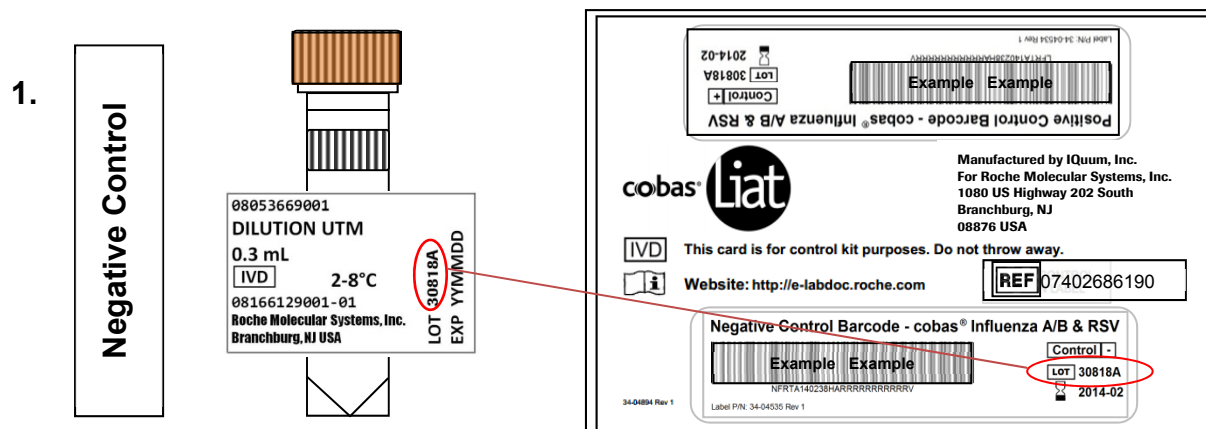 1.
Negative Control
08053669001
DILUTION UTM
0.3 mL
IVD
2-8°C
08166129001-01
Roche Molecular Systems, Inc.
Branchburg, NJ USA
LOT 30818A
EXP YYMMDD
Label P/N: 34-04534 Rev 1
Example Example
Positive Control Barcode - cobas® Influenza A/B & RSV
Control +
LOT 30818A
2014-02
cobas®
Liat
Manufactured by IQuum, Inc.
For Roche Molecular Systems, Inc.
1080 US Highway 202 South
Branchburg, NJ
08876 USA
IVD This card is for control kit purposes. Do not throw away.
i Website: http://e-labdoc.roche.com
REF 07402686190
Negative Control Barcode - cobas® Influenza A/B & RSV
Example Example
NFRTA140238HARRRRRRRRRRRV
Control -
LOT 30818A
2014-02
34-04894 Rev 1
Label P/N: 34-04535 Rev 1